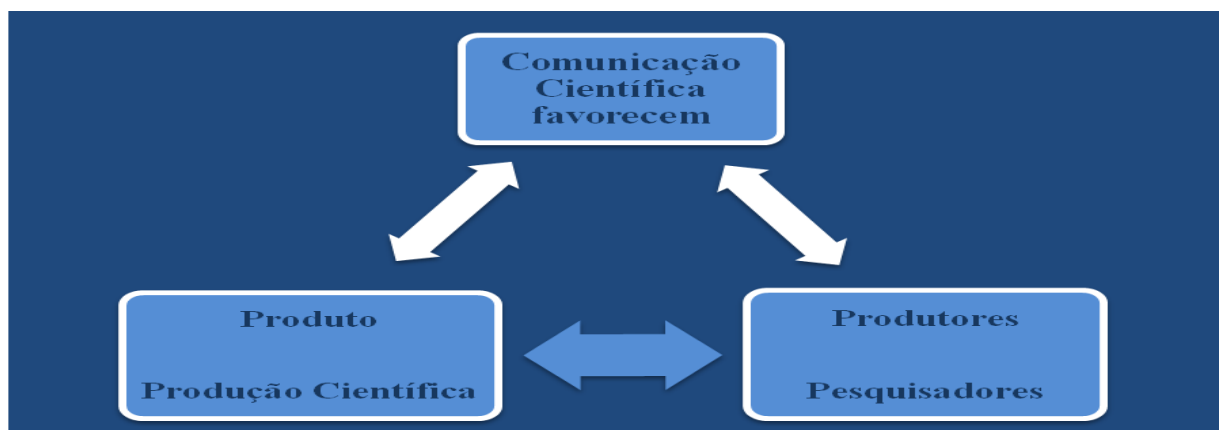 Comunicação
Científica
favorecem
Produto
Produção Científica
Produtores
Pesquisadores